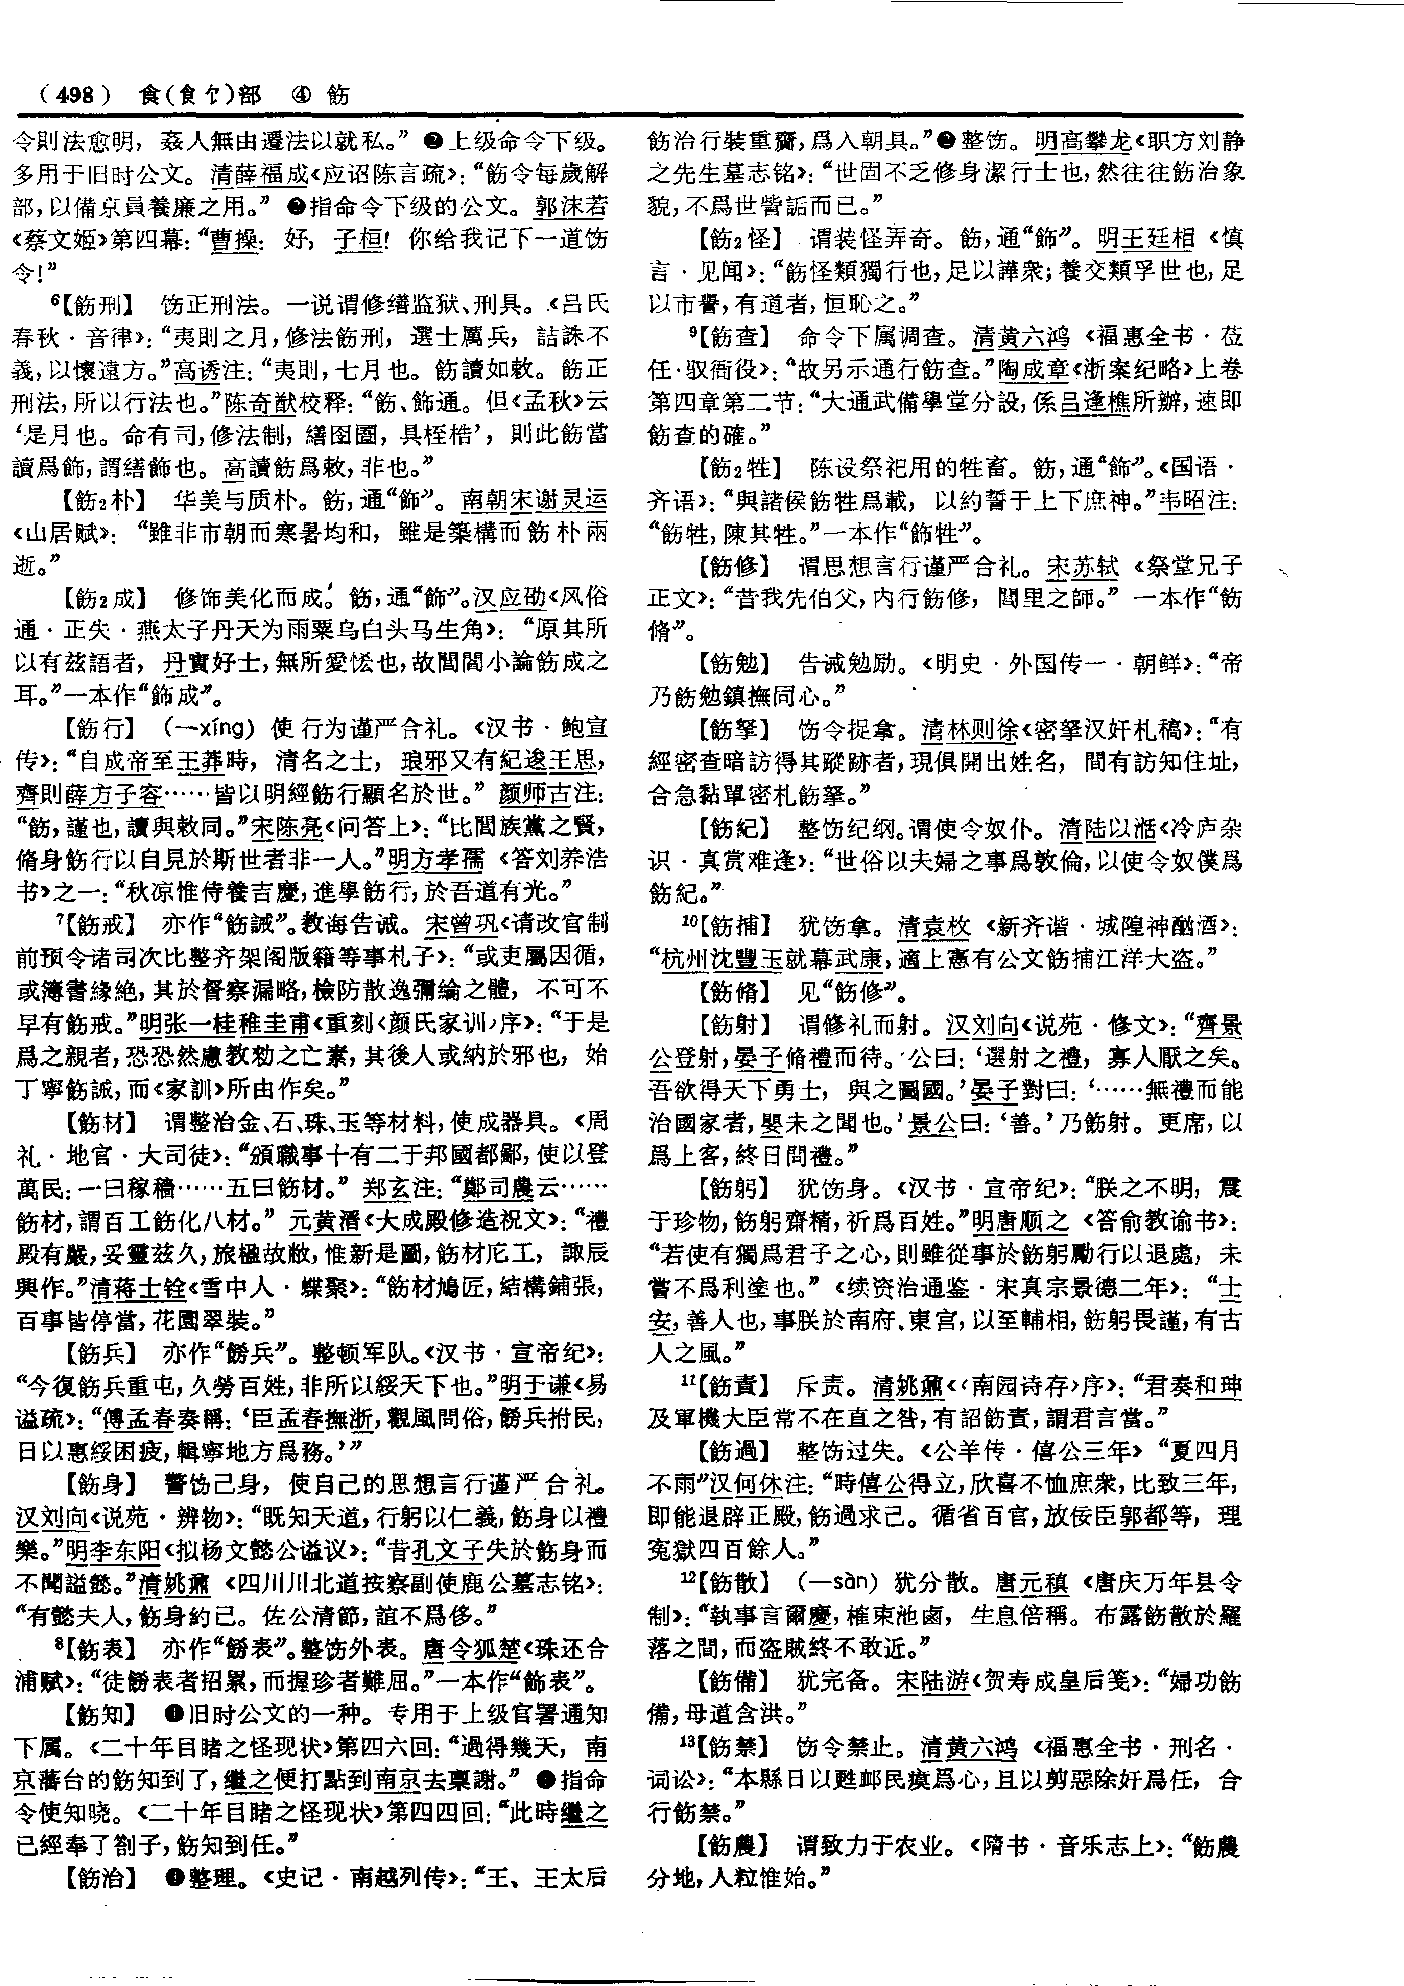 （498） 食(飠饣)部 ④ 飭
令則法愈明，姦人無由遷法以就私。”❷上级命令下级。
多用于旧时公文。清薛福成《应诏陈言疏》：“飭令每歲解
部，以備京員養廉之用。”❸指命令下级的公文。郭沫若
《蔡文姬》第四幕：“曹操：好，子桓！你给我记下一道饬
令！”
⁶【飭刑】 饬正刑法。一说谓修缮监狱、刑具。《吕氏
春秋·音律》：“夷則之月，修法飭刑，選士厲兵，詰誅不
義，以懷遠方。”高诱注：“夷則，七月也。飭讀如敕。飭正
刑法，所以行法也。”陈奇猷校释：“飭、飾通。但《孟秋》云
‘是月也。命有司，修法制，繕囹圄，具桎梏’，則此飭當
讀爲飾，謂繕飾也。高讀飭爲敕，非也。”
【飭₂朴】 华美与质朴。飭，通“飾”。南朝宋谢灵运
《山居赋》：“雖非市朝而寒暑均和，雖是築構而飭朴兩
逝。”
【飭₂成】 修饰美化而成。飭，通“飾”。汉应劭《风俗
通·正失·燕太子丹天为雨粟乌白头马生角》：“原其所
以有兹語者，丹實好士，無所愛恡也，故閭閻小論飭成之
耳。”一本作“飾成”。
【飭行】 （一xíng）使行为谨严合礼。《汉书·鲍宣
传》：“自成帝至王莽時，清名之士，琅邪又有紀逡王思，
齊則薛方子容……皆以明經飭行顯名於世。”颜师古注：
“飭，謹也，讀與敕同。”宋陈亮《问答上》：“比閭族黨之賢，
脩身飭行以自見於斯世者非一人。”明方孝孺《答刘养浩
书》之一：“秋凉惟侍養吉慶，進學飭行，於吾道有光。”
⁷【飭戒】 亦作“飭誡”。教诲告诫。宋曾巩《请改官制
前预令诸司次比整齐架阁版籍等事札子》：“或吏屬因循，
或簿書緣絶，其於督察漏略，檢防散逸彌綸之體，不可不
早有飭戒。”明张一桂稚圭甫《重刻〈颜氏家训〉序》：“于是
爲之親者，恐恐然慮教勑之亡素，其後人或納於邪也，始
丁寧飭誡，而《家訓》所由作矣。”
【飭材】 谓整治金、石、珠、玉等材料，使成器具。《周
礼·地官·大司徒》：“頒職事十有二于邦國都鄙，使以登
萬民：一曰稼穡……五曰飭材。”郑玄注：“鄭司農云……
飭材，謂百工飭化八材。”元黄溍《大成殿修造祝文》：“禮
殿有嚴，妥靈兹久，旅楹故敝，惟新是圖，飭材庀工，諏辰
興作。”清蒋士铨《雪中人·蝶聚》：“飭材鳩匠，結構鋪張，
百事皆停當，花園翠裝。”
【飭兵】 亦作“飾兵”。整顿军队。《汉书·宣帝纪》：
“今復飭兵重屯，久勞百姓，非所以綏天下也。”明于谦《易
谥疏》：“傅孟春奏稱：‘臣孟春撫浙，觀風問俗，飾兵拊民，
日以惠綏困疲，輯寧地方爲務。’”
【飭身】 警饬己身，使自己的思想言行谨严合礼。
汉刘向《说苑·辨物》：“既知天道，行躬以仁義，飭身以禮
樂。”明李东阳《拟杨文懿公谥议》：“昔孔文子失於飭身而
不聞謚懿。”清姚鼐《四川川北道按察副使鹿公墓志铭》：
“有懿夫人，飭身約己。佐公清節，誼不爲侈。”
⁸【飭表】 亦作“飾表”。整饬外表。唐令狐楚《珠还合
浦赋》：“徒飾表者招累，而握珍者難屈。”一本作“飾表”。
【飭知】 ❶旧时公文的一种。专用于上级官署通知
下属。《二十年目睹之怪现状》第四六回：“過得幾天，南
京藩台的飭知到了，繼之便打點到南京去禀謝。”❷指命
令使知晓。《二十年目睹之怪现状》第四四回：“此時繼之
已經奉了劄子，飭知到任。”
【飭治】 ❶整理。《史记·南越列传》：“王、王太后
飭治行裝重齎，爲入朝具。”❷整饬。明高攀龙《职方刘静
之先生墓志铭》：“世固不乏修身潔行士也，然往往飭治象
貌，不爲世訾詬而已。”
【飭₂怪】 谓装怪弄奇。飭，通“飾”。明王廷相《慎
言·见闻》：“飭怪類獨行也，足以譁衆；養交類孚世也，足
以市譽，有道者，恒恥之。”
⁹【飭查】 命令下属调查。清黄六鸿《福惠全书·莅
任·驭衙役》：“故另示通行飭查。”陶成章《浙案纪略》上卷
第四章第二节：“大通武備學堂分設，係吕逢樵所辦，速即
飭查的確。”
【飭₂牲】 陈设祭祀用的牲畜。飭，通“飾”。《国语·
齐语》：“與諸侯飭牲爲載，以約誓于上下庶神。”韦昭注：
“飭牲，陳其牲。”一本作“飾牲”。
【飭修】 谓思想言行谨严合礼。宋苏轼《祭堂兄子
正文》：“昔我先伯父，内行飭修，閭里之師。”一本作“飭
脩”。
【飭勉】 告诫勉励。《明史·外国传一·朝鲜》：“帝
乃飭勉鎮撫同心。”
【飭拏】 饬令捉拿。清林则徐《密拏汉奸札稿》：“有
經密查暗訪得其蹤跡者，現俱開出姓名，間有訪知住址，
合急黏單密札飭拏。”
【飭紀】 整饬纪纲。谓使令奴仆。清陆以湉《冷庐杂
识·真赏难逢》：“世俗以夫婦之事爲敦倫，以使令奴僕爲
飭紀。”
¹⁰【飭捕】 犹饬拿。清袁枚《新齐谐·城隍神酗酒》：
“杭州沈豐玉就幕武康，適上憲有公文飭捕江洋大盗。”
【飭脩】 见“飭修”。
【飭射】 谓修礼而射。汉刘向《说苑·修文》：“齊景
公登射，晏子脩禮而待。公曰：‘選射之禮，寡人厭之矣。
吾欲得天下勇士，與之圖國。’晏子對曰：‘……無禮而能
治國家者，嬰未之聞也。’景公曰：‘善。’乃飭射。更席，以
爲上客，終日問禮。”
【飭躬】 犹饬身。《汉书·宣帝纪》：“朕之不明，震
于珍物，飭躬齋精，祈爲百姓。”明唐顺之《答俞教谕书》：
“若使有獨爲君子之心，則雖從事於飭躬勵行以退處，未
嘗不爲利塗也。”《续资治通鉴·宋真宗景德二年》：“士
安，善人也，事朕於南府、東宫，以至輔相，飭躬畏謹，有古
人之風。”
¹¹【飭責】 斥责。清姚鼐《〈南园诗存〉序》：“君奏和珅
及軍機大臣常不在直之咎，有詔飭責，謂君言當。”
【飭過】 整饬过失。《公羊传·僖公三年》“夏四月
不雨”汉何休注：“時僖公得立，欣喜不恤庶衆，比致三年，
即能退辟正殿，飭過求己。循省百官，放佞臣郭都等，理
寃獄四百餘人。”
¹²【飭散】 （一sàn）犹分散。唐元稹《唐庆万年县令
制》：“執事言爾慶，榷束池鹵，生息倍稱。布露飭散於羅
落之間，而盗賊終不敢近。”
【飭備】 犹完备。宋陆游《贺寿成皇后笺》：“婦功飭
備，母道含洪。”
¹³【飭禁】 饬令禁止。清黄六鸿《福惠全书·刑名·
词讼》：“本縣日以甦邮民瘼爲心，且以剪惡除奸爲任，合
行飭禁。”
【飭農】 谓致力于农业。《隋书·音乐志上》：“飭農
分地，人粒惟始。”